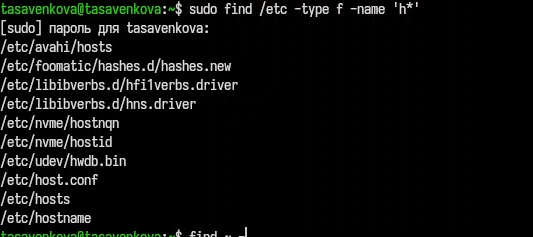 tasavenkova@tasavenkova:~$ sudo find /etc -type f -name 'h*'
[sudo] пароль для tasavenkova:
/etc/avahi/hosts
/etc/foomatic/hashes.d/hashes.new
/etc/libibverbs.d/hfi1verbs.driver
/etc/libibverbs.d/hns.driver
/etc/nvme/hostnqn
/etc/nvme/hostid
/etc/udev/hwdb.bin
/etc/host.conf
/etc/hosts
/etc/hostname
tasavenkova@tasavenkova:~$ find ~ -